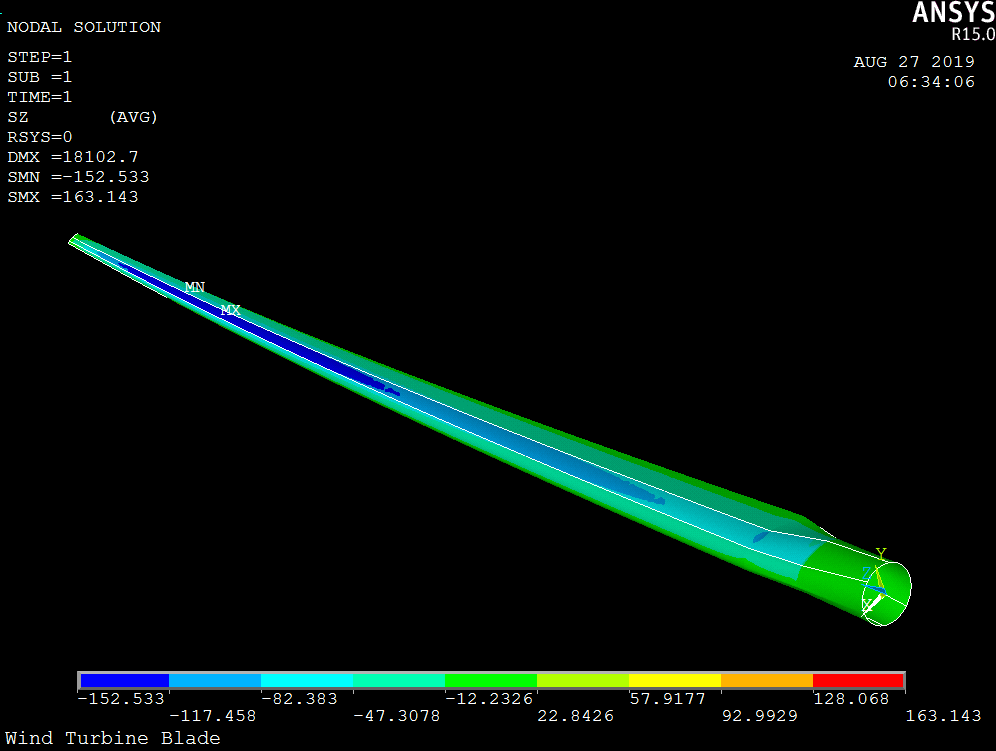 ANSYS
R15.0
NODAL SOLUTION
STEP=1
SUB =1
TIME=1
SZ (AVG)
RSYS=0
DMX =18102.7
SMN =-152.533
SMX =163.143
AUG 27 2019
06:34:06
MN
MX
Y
Z
X
-152.533 -82.383 -12.2326 57.9177 128.068
-117.458 -47.3078 22.8426 92.9929 163.143
Wind Turbine Blade